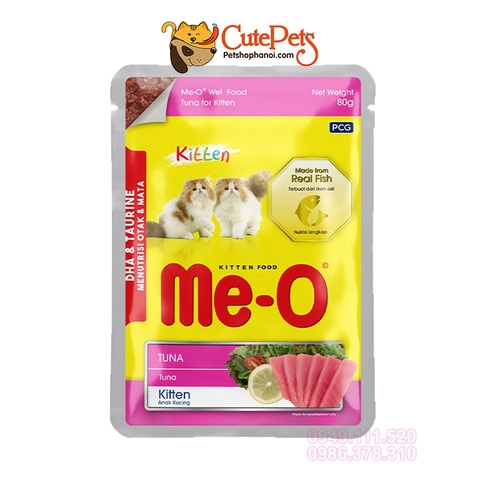 CutePets
Petshophanoi.com
Me-O® Wet Food
Tuna for Kitten
Net Weight
80g
PCG
Kitten
Made from
Real Fish
Terbuat dari ikan asli
Nutrisi lengkap
DHA & TAURINE
MENUTRISI OTAK & MATA
KITTEN FOOD
Me-O®
TUNA
Tuna
Kitten
Anak Kucing
0949.111.520
0986.378.310